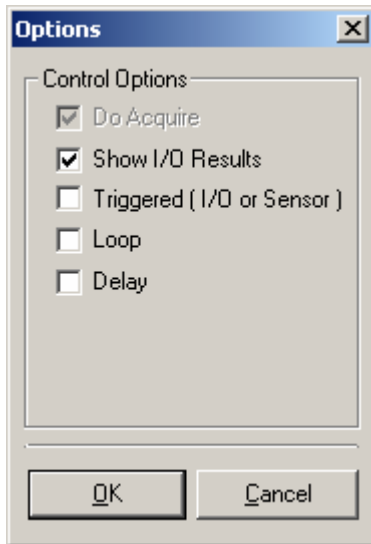 Options
Control Options
Do Acquire
Show I/O Results
Triggered ( I/O or Sensor )
Loop
Delay
OK
Cancel